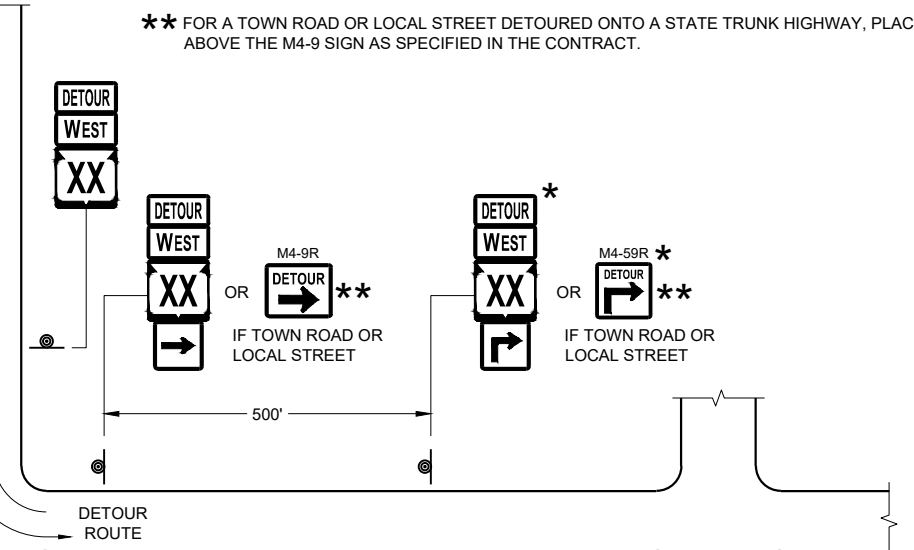 ** FOR A TOWN ROAD OR LOCAL STREET DETOURED ONTO A STATE TRUNK HIGHWAY, PLAC
ABOVE THE M4-9 SIGN AS SPECIFIED IN THE CONTRACT.
DETOUR
WEST
XX
DETOUR
WEST
XX
OR
M4-9R
DETOUR
**
IF TOWN ROAD OR
LOCAL STREET
DETOUR *
WEST
XX
OR
M4-59R *
DETOUR
**
IF TOWN ROAD OR
LOCAL STREET
500'
DETOUR
ROUTE